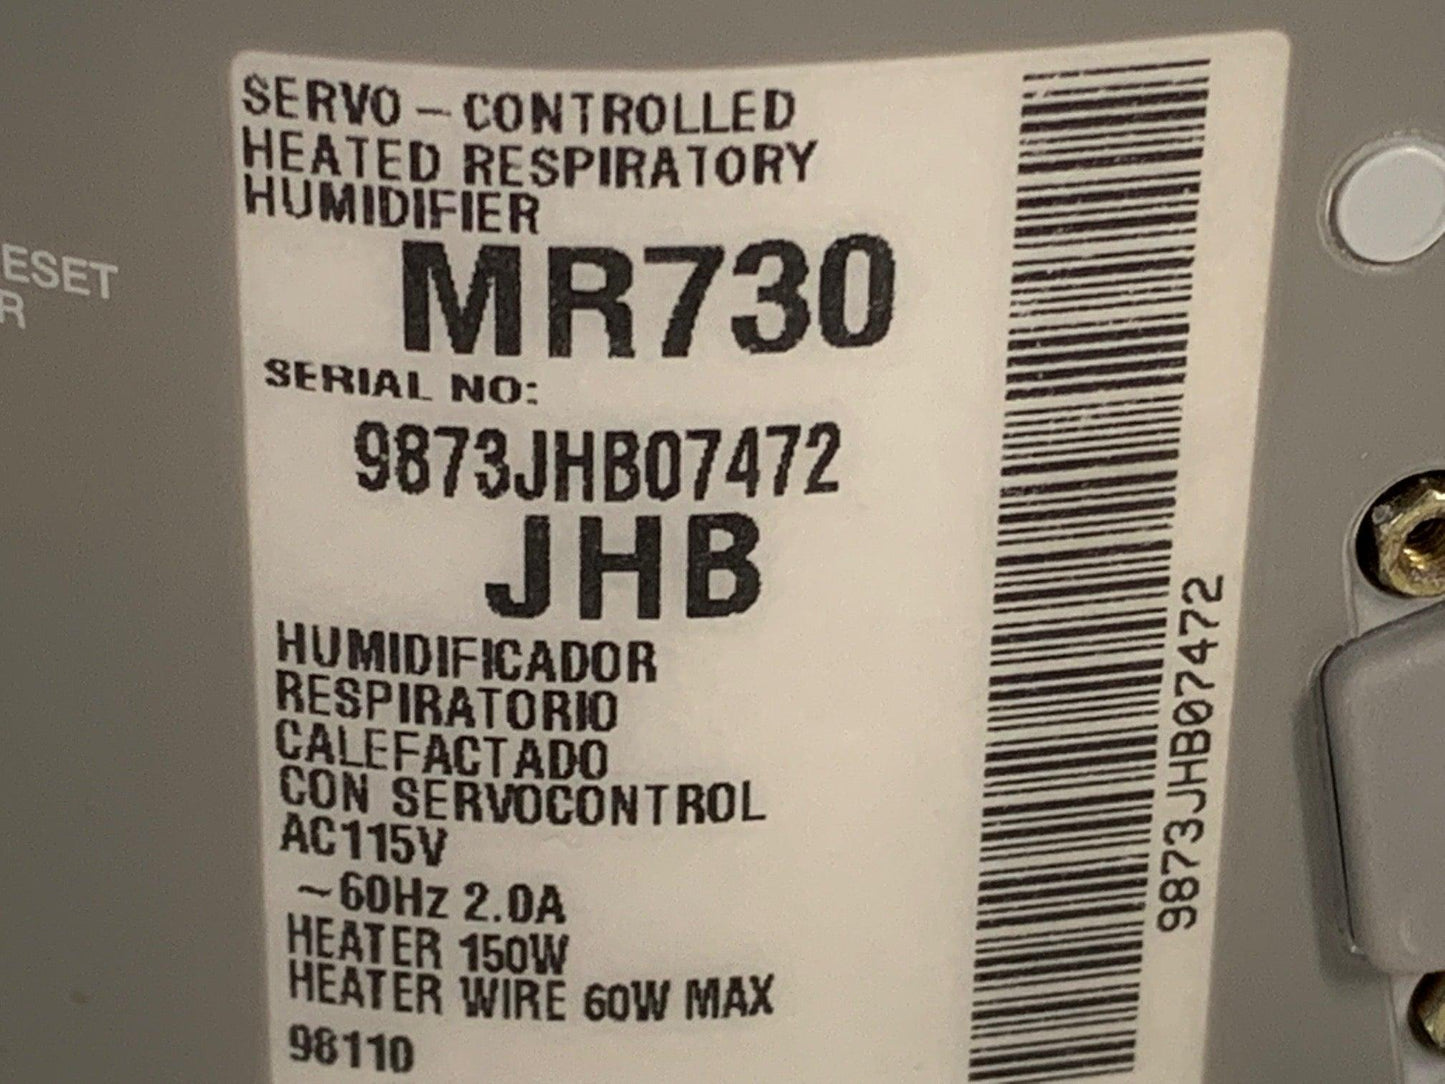 SERVO - CONTROLLED
HEATED RESPIRATORY
HUMIDIFIER
MR730
SERIAL NO:
9873JHB07472
JHB
HUMIDIFICADOR
RESPIRATORIO
CALEFACTADO
CON SERVOCONTROL
AC115V
~60Hz 2.0A
HEATER 150W
HEATER WIRE 60W MAX
98110
9873JHB07472
ESET
R